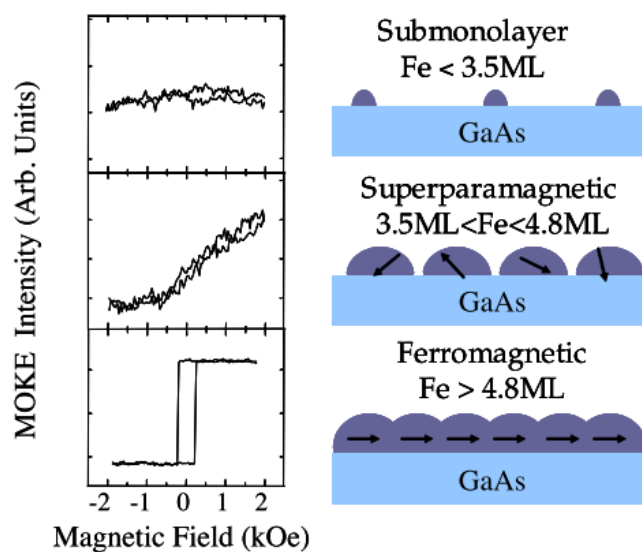 MOKE Intensity (Arb. Units)
-2 -1 0 1 2
Magnetic Field (kOe)
Submonolayer
Fe < 3.5ML
GaAs
Superparamagnetic
3.5ML<Fe<4.8ML
GaAs
Ferromagnetic
Fe > 4.8ML
GaAs